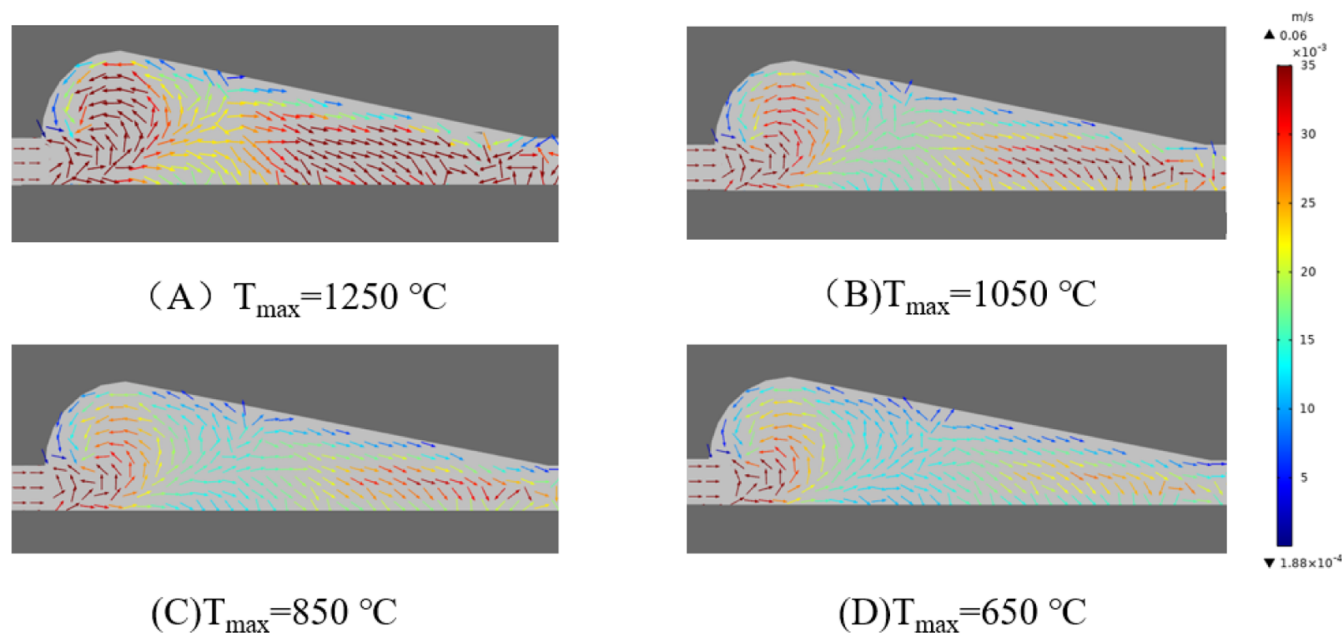 m/s
▲ 0.06
×10⁻³
35
30
25
20
15
10
5
▼ 1.88×10⁻⁴
（A）Tmax=1250 ℃
（B)Tmax=1050 ℃
(C)Tmax=850 ℃
(D)Tmax=650 ℃